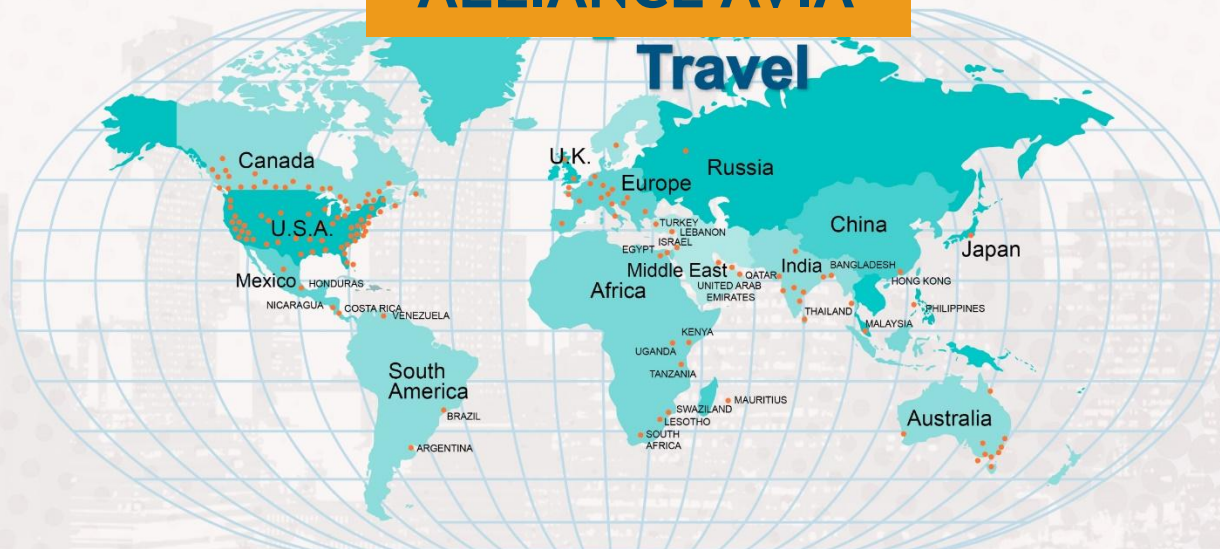 ALLIANCE AVIA
Travel
Canada
U.K.
Russia
Europe
U.S.A.
China
TURKEY
LEBANON
ISRAEL
EGYPT
Japan
Mexico
HONDURAS
Middle East
QATAR
India
BANGLADESH
HONG KONG
Africa
UNITED ARAB
EMIRATES
NICARAGUA
COSTA RICA
VENEZUELA
THAILAND
PHILIPPINES
MALAYSIA
KENYA
UGANDA
TANZANIA
South
America
BRAZIL
MAURITIUS
SWAZILAND
LESOTHO
SOUTH
AFRICA
Australia
ARGENTINA